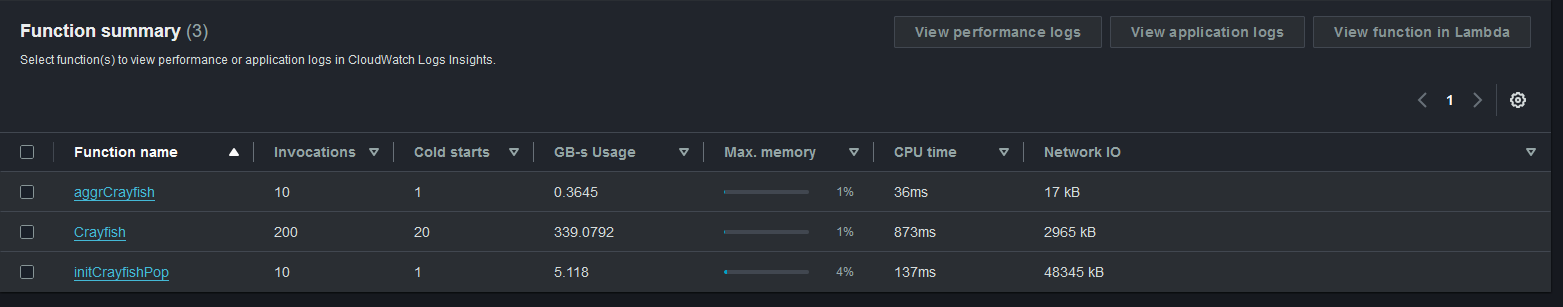 Function summary (3)
View performance logs
View application logs
View function in Lambda
Select function(s) to view performance or application logs in CloudWatch Logs Insights.
1
Function name Invocations Cold starts GB-s Usage Max. memory CPU time Network IO
aggrCrayfish 10 1 0.3645 1% 36ms 17 kB
Crayfish 200 20 339.0792 1% 873ms 2965 kB
initCrayfishPop 10 1 5.118 4% 137ms 48345 kB